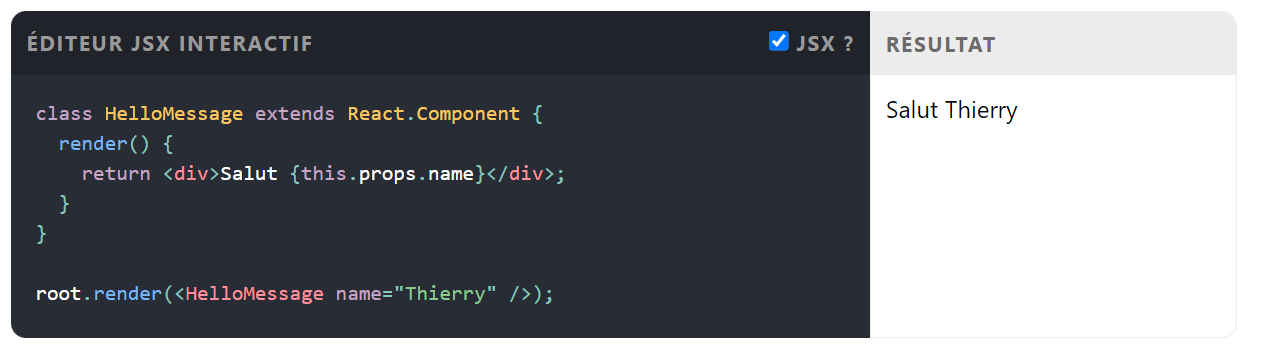 ÉDITEUR JSX INTERACTIF
JSX ?
RÉSULTAT
class HelloMessage extends React.Component {
  render() {
    return <div>Salut {this.props.name}</div>;
  }
}
root.render(<HelloMessage name="Thierry" />);
Salut Thierry